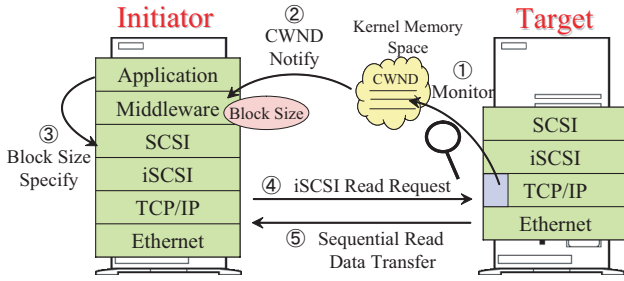 Initiator
Target
② CWND
Notify
Kernel Memory
Space
CWND
① Monitor
Application
Middleware
Block Size
SCSI
iSCSI
TCP/IP
Ethernet
③
Block Size
Specify
SCSI
iSCSI
TCP/IP
Ethernet
④ iSCSI Read Request
⑤ Sequential Read
Data Transfer